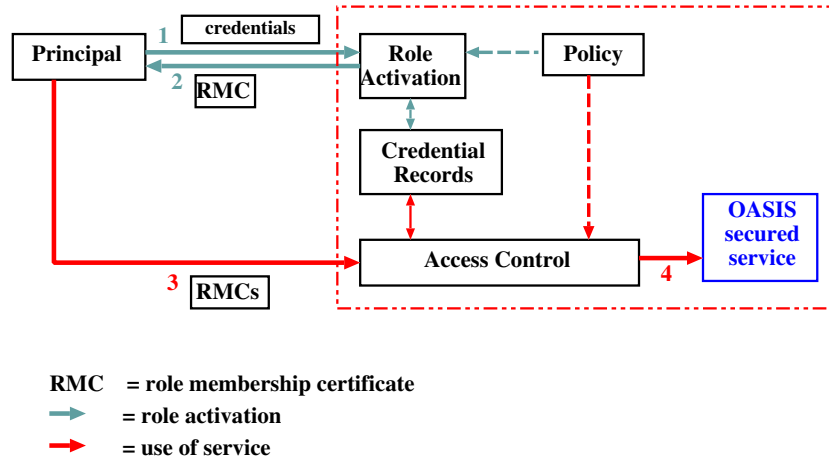 1
credentials
Principal
2
RMC
Role
Activation
Policy
Credential
Records
OASIS
secured
service
Access Control
3
RMCs
4
RMC = role membership certificate
= role activation
= use of service